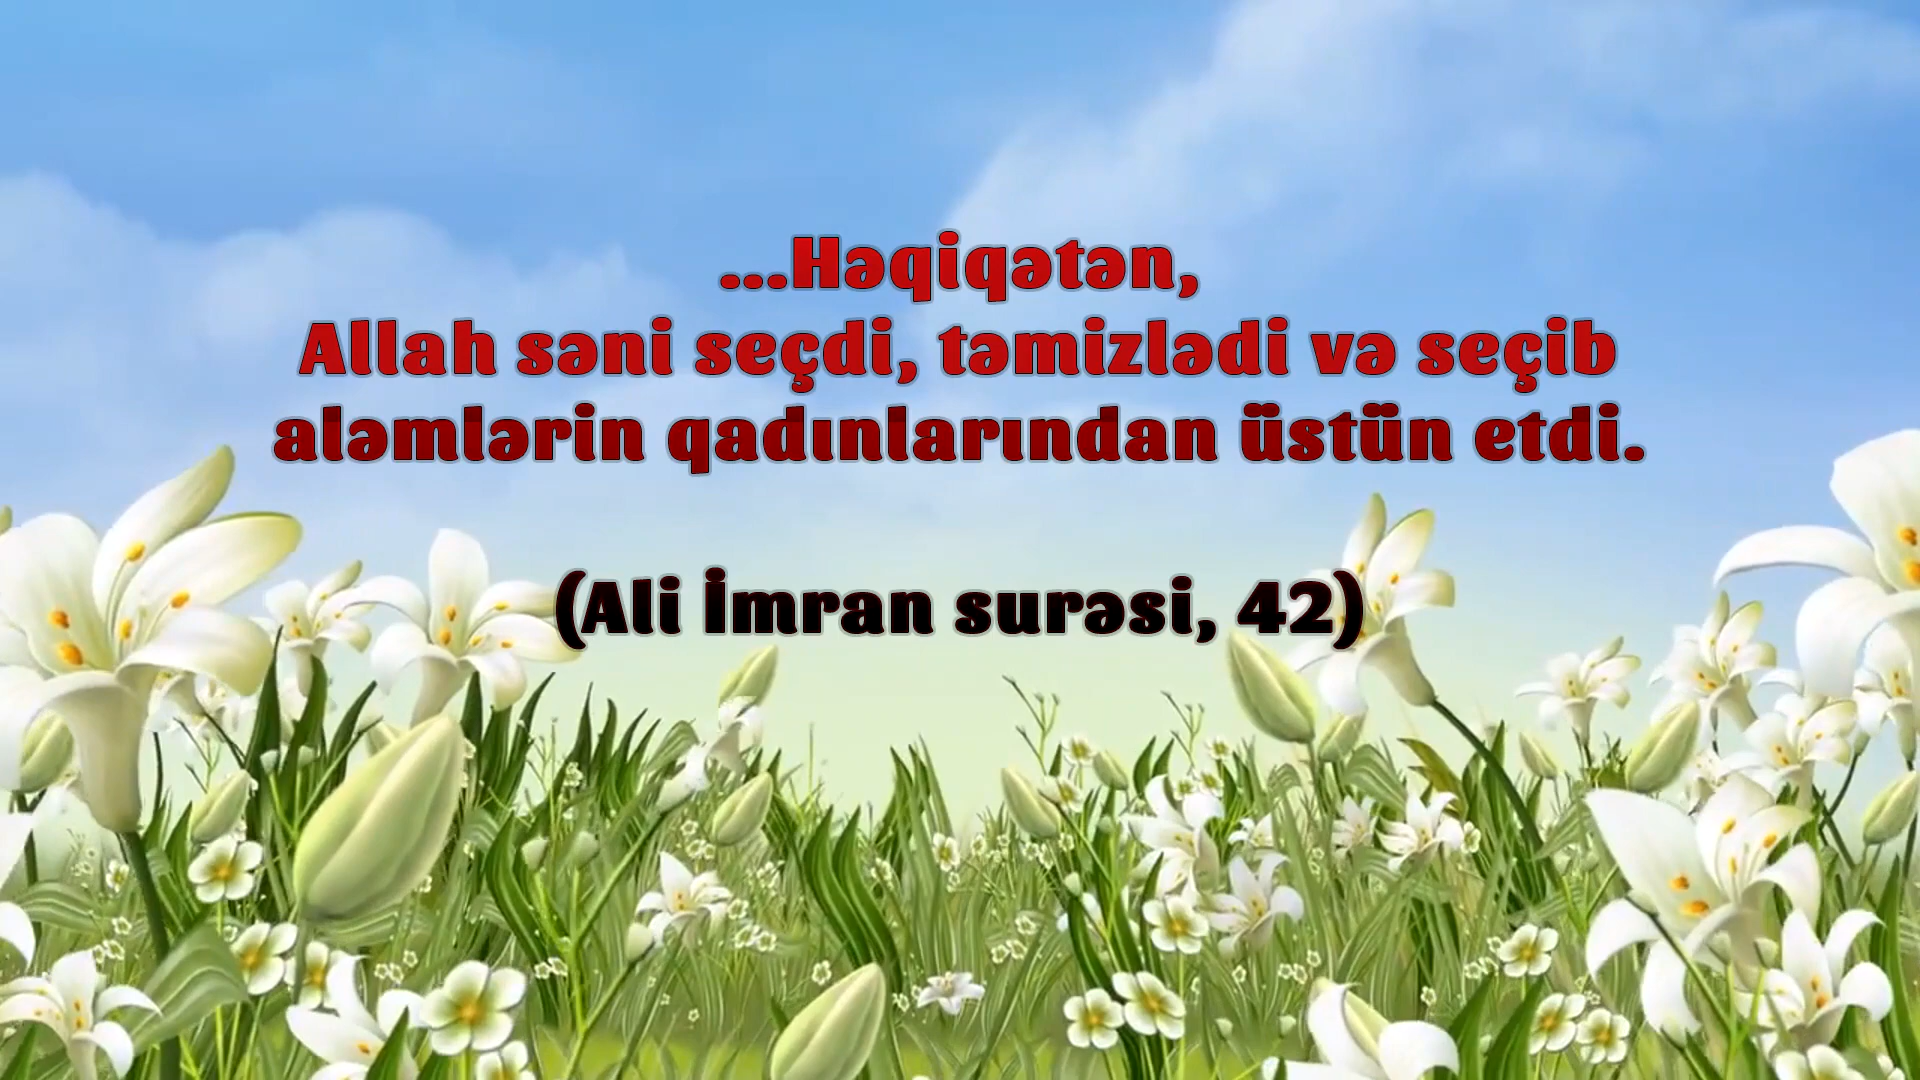 ...Həqiqətən,
Allah səni seçdi, təmizlədi və seçib
aləmlərin qadınlarından üstün etdi.
(Ali İmran surəsi, 42)